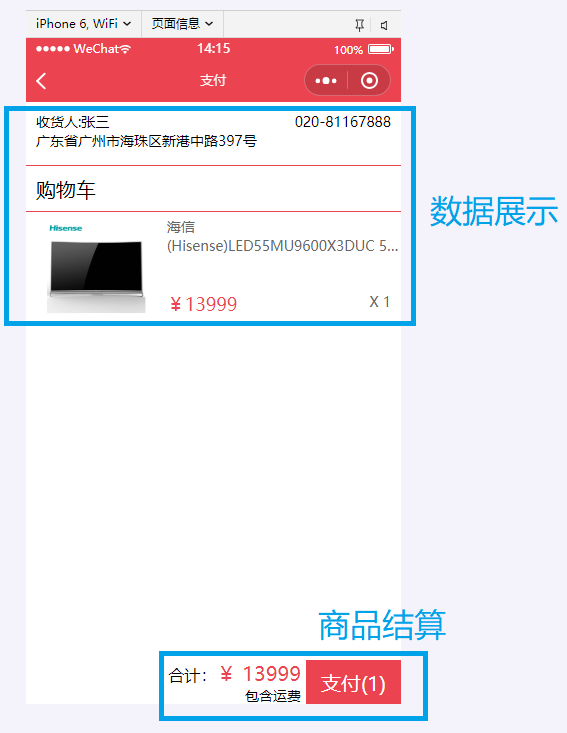 iPhone 6, WiFi 页面信息
WeChat 14:15 100%
支付
收货人:张三 020-81167888
广东省广州市海珠区新港中路397号
购物车
数据展示
Hisense
海信
(Hisense)LED55MU9600X3DUC 5...
￥13999 X 1
商品结算
合计: ￥ 13999
包含运费
支付(1)